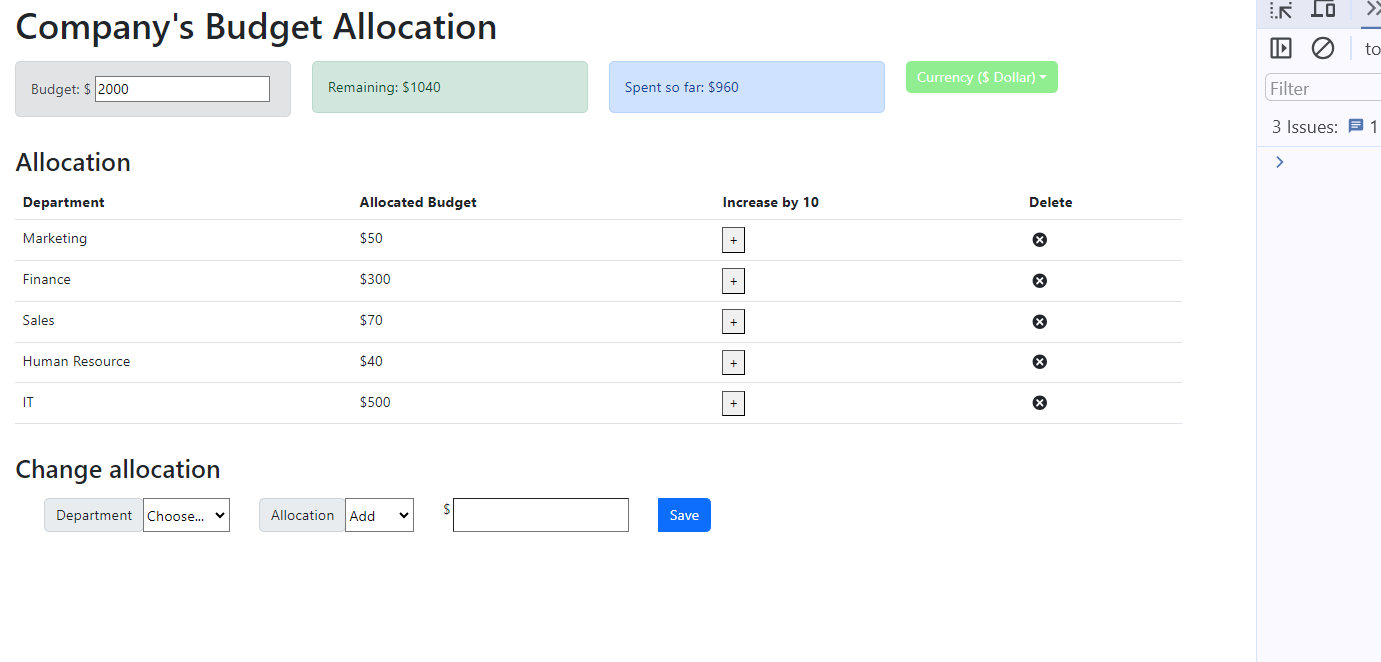 Company's Budget Allocation
Budget: $ 2000
Remaining: $1040
Spent so far: $960
Currency ($ Dollar)
to
Filter
3 Issues: 1
Allocation
Department Allocated Budget Increase by 10 Delete
Marketing $50 +
Finance $300 +
Sales $70 +
Human Resource $40 +
IT $500 +
Change allocation
Department Choose... Allocation Add $ Save